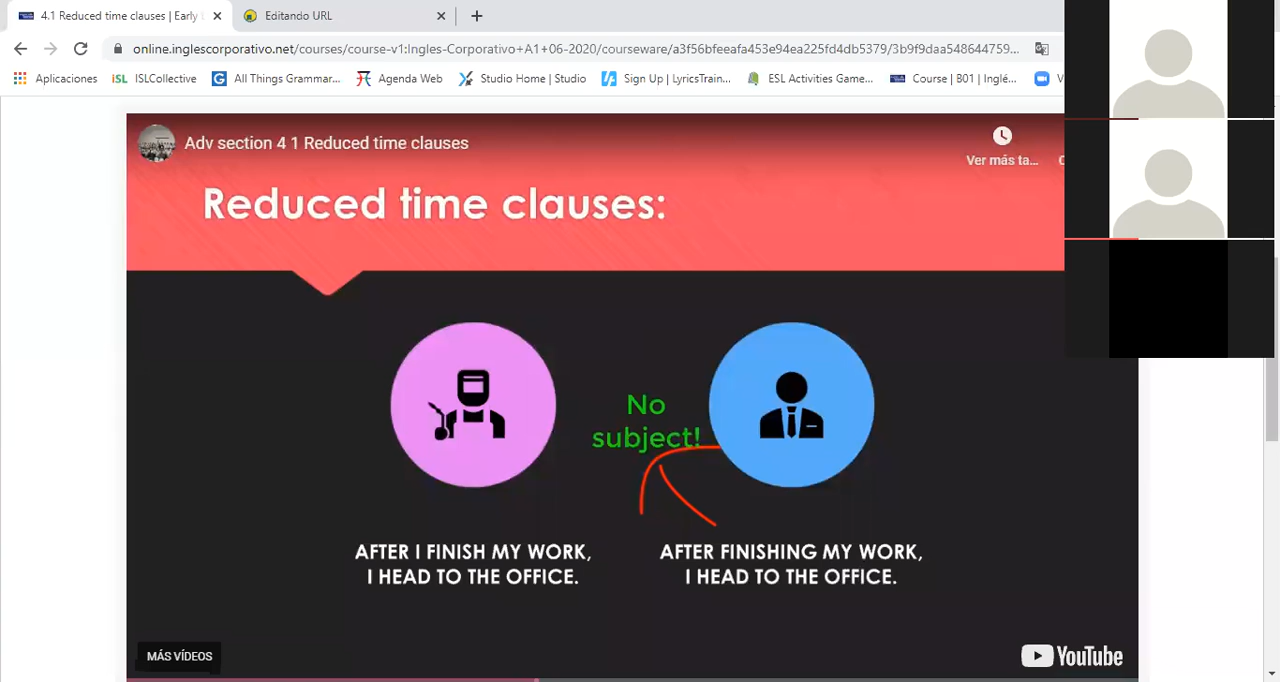 4.1 Reduced time clauses | Early
Editando URL
online.inglescorporativo.net/courses/course-v1:Ingles-Corporativo+A1+06-2020/courseware/a3f56bfeeafa453e94ea225fd4db5379/3b9f9daa548644759...
Aplicaciones
ISLCollective
All Things Grammar...
Agenda Web
Studio Home | Studio
Sign Up | LyricsTrain...
ESL Activities Game...
Course | B01 | Inglé...
Adv section 4 1 Reduced time clauses
Ver más ta...
Reduced time clauses:
No
subject!
AFTER I FINISH MY WORK,
I HEAD TO THE OFFICE.
AFTER FINISHING MY WORK,
I HEAD TO THE OFFICE.
MÁS VÍDEOS
YouTube